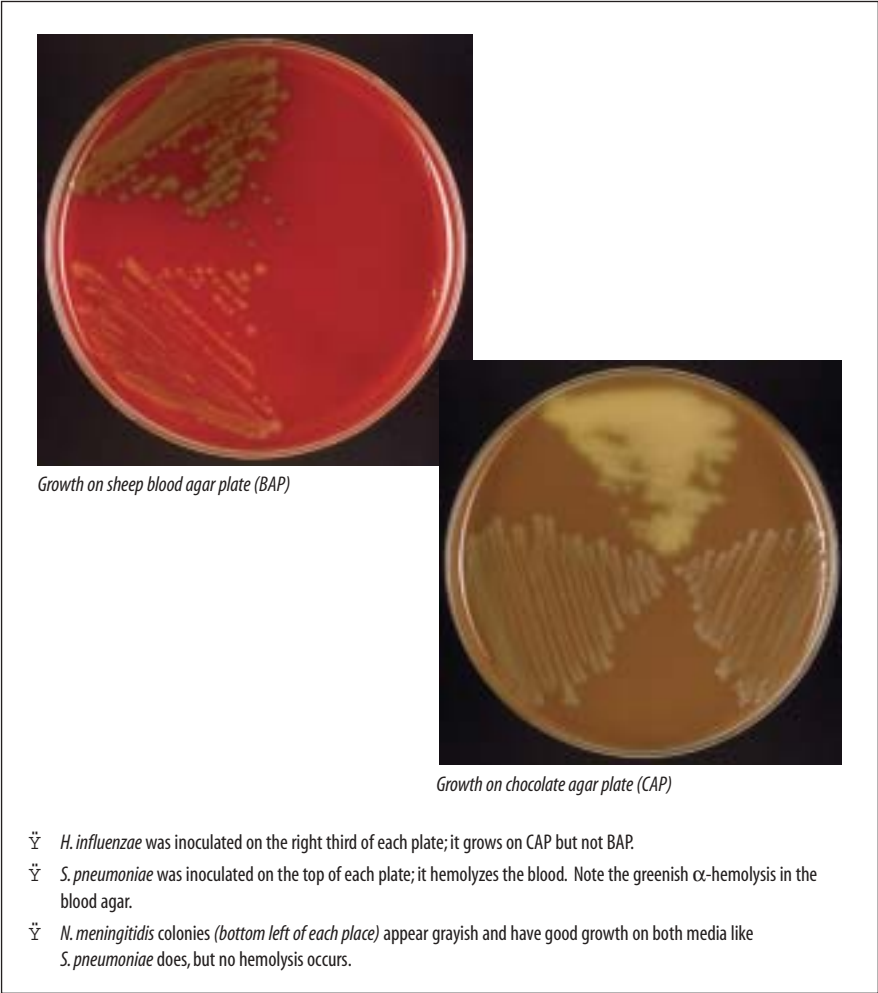 Growth on sheep blood agar plate (BAP)
Growth on chocolate agar plate (CAP)
Ÿ H. influenzae was inoculated on the right third of each plate; it grows on CAP but not BAP.
Ÿ S. pneumoniae was inoculated on the top of each plate; it hemolyzes the blood. Note the greenish α-hemolysis in the
blood agar.
Ÿ N. meningitidis colonies (bottom left of each place) appear grayish and have good growth on both media like
S. pneumoniae does, but no hemolysis occurs.